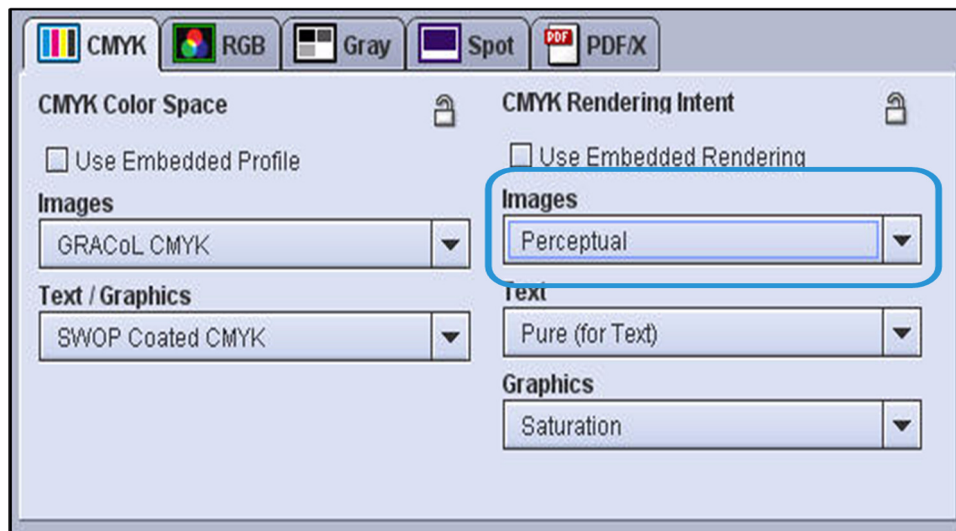 CMYK RGB Gray Spot PDF PDF/X
CMYK Color Space
Use Embedded Profile
Images
GRACoL CMYK
Text / Graphics
SWOP Coated CMYK
CMYK Rendering Intent
Use Embedded Rendering
Images
Perceptual
Text
Pure (for Text)
Graphics
Saturation